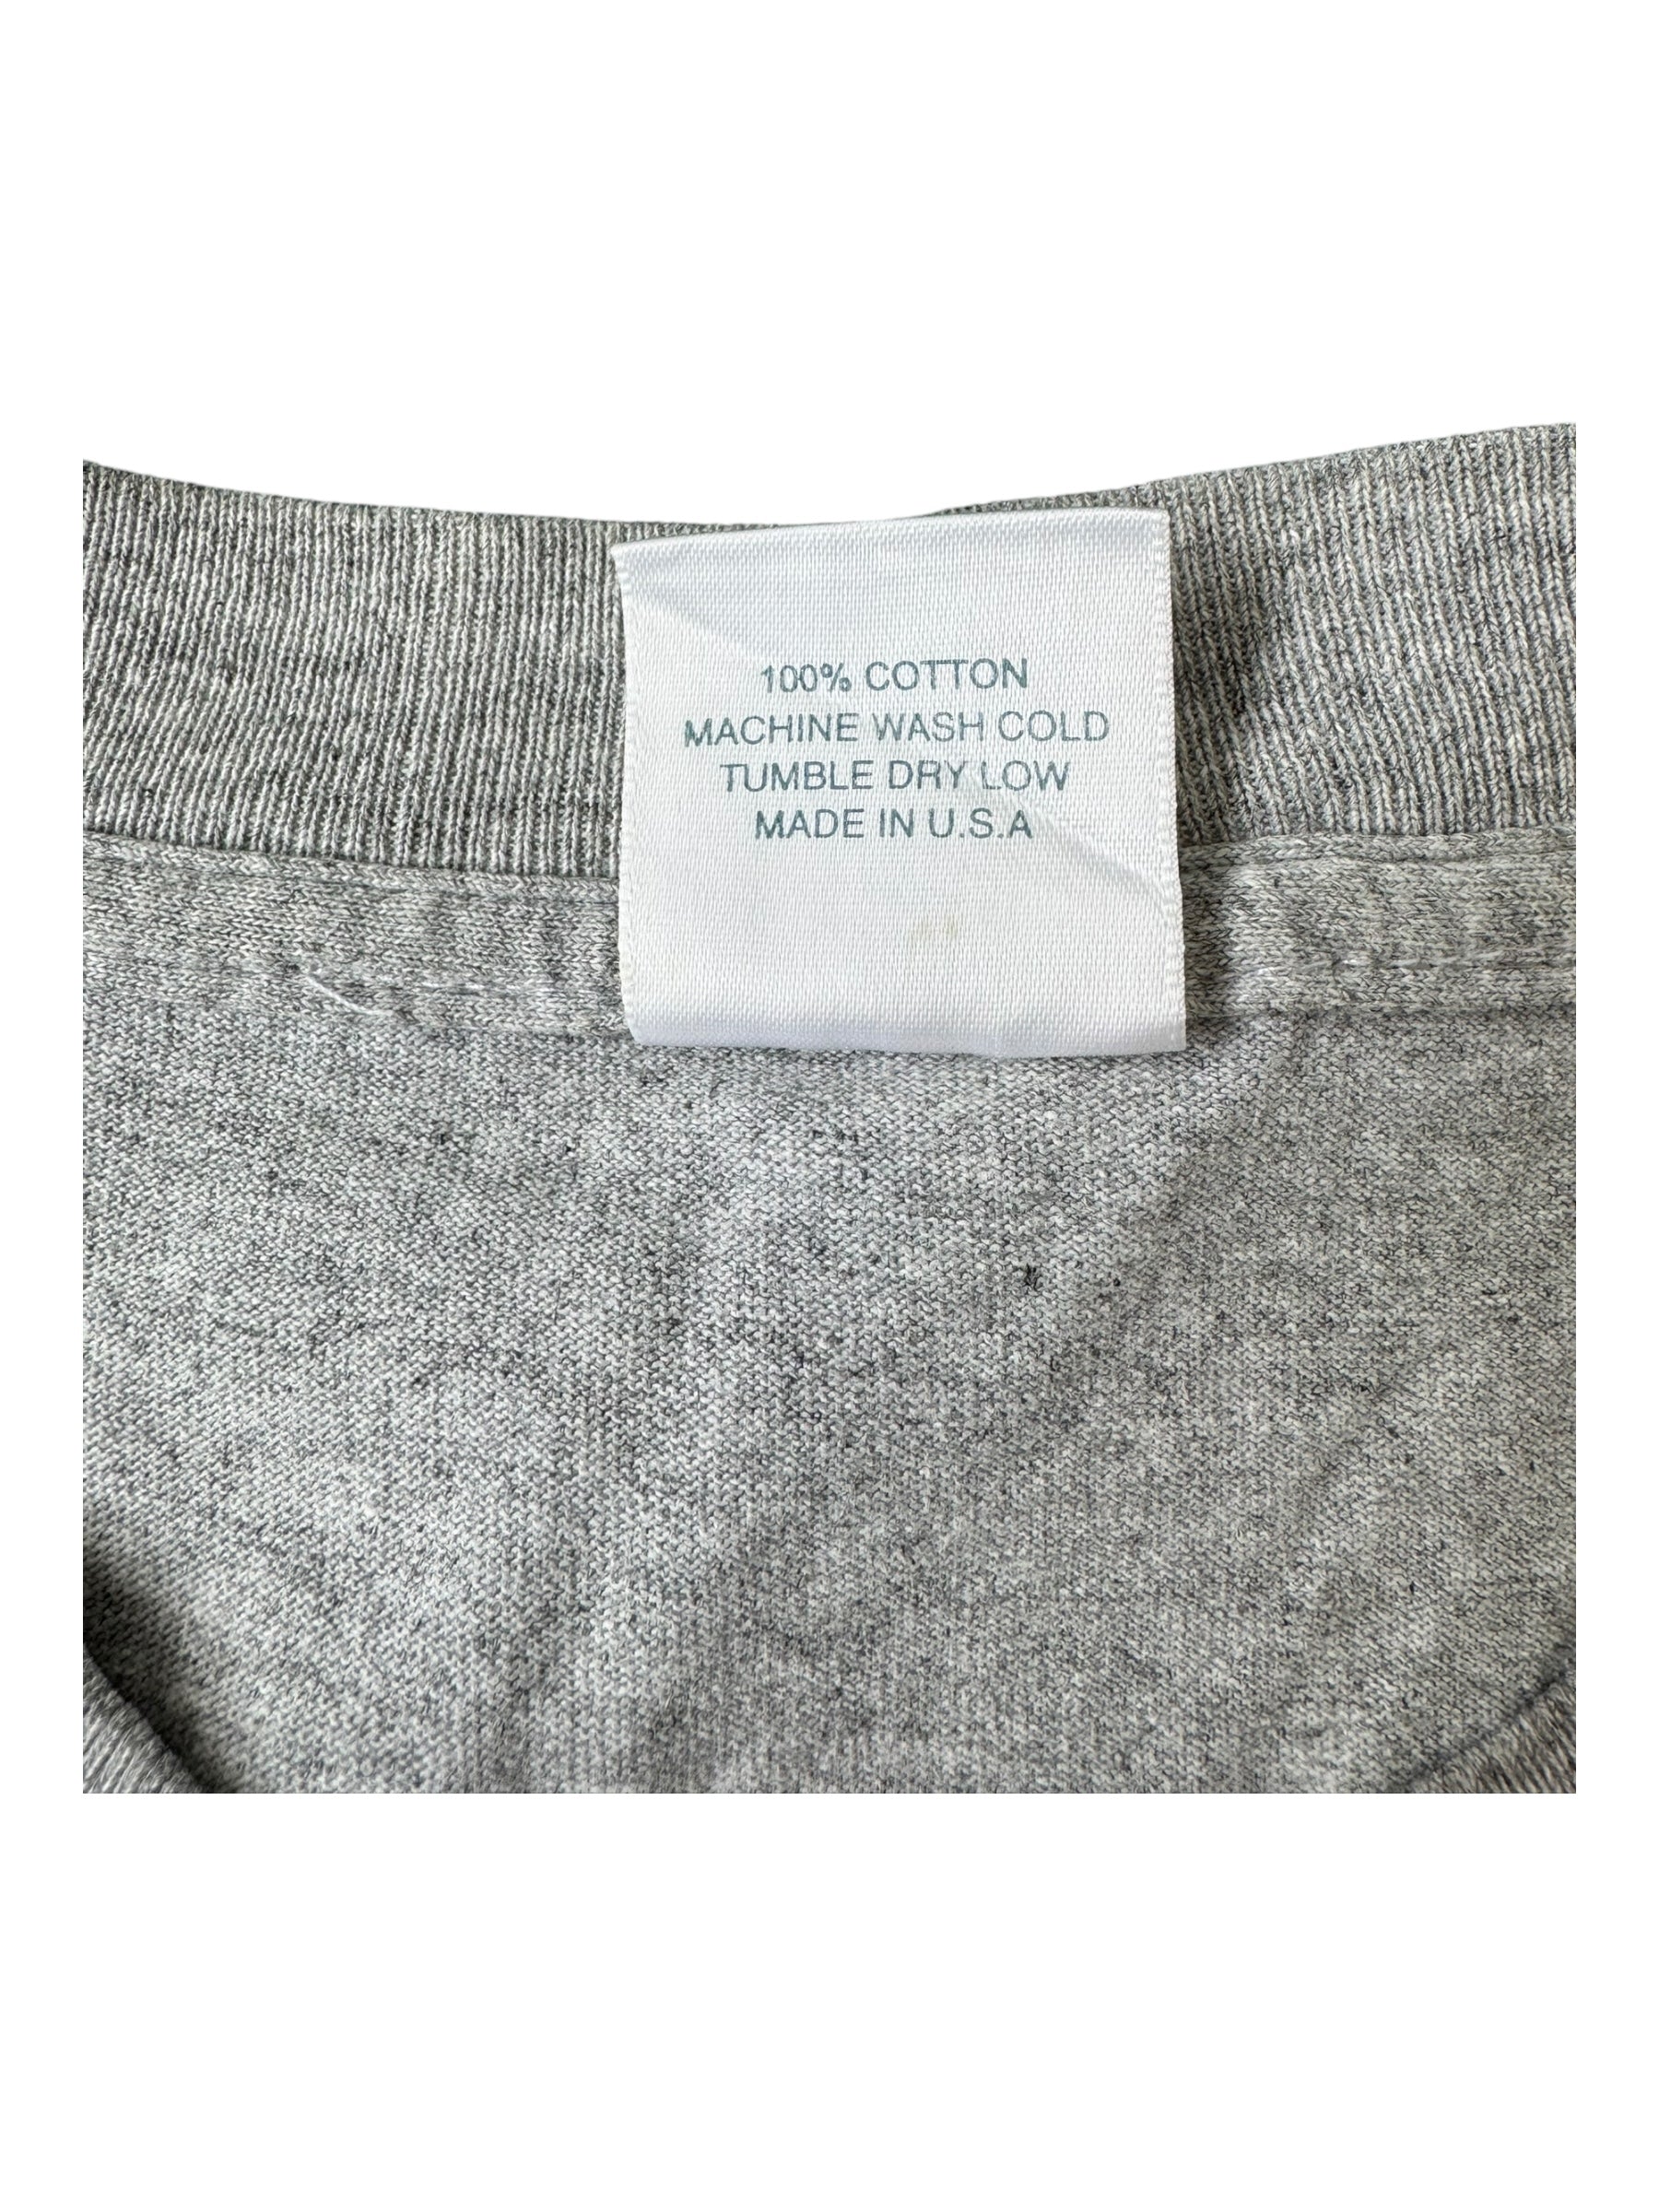 100% COTTON
MACHINE WASH COLD
TUMBLE DRY LOW
MADE IN U.S.A